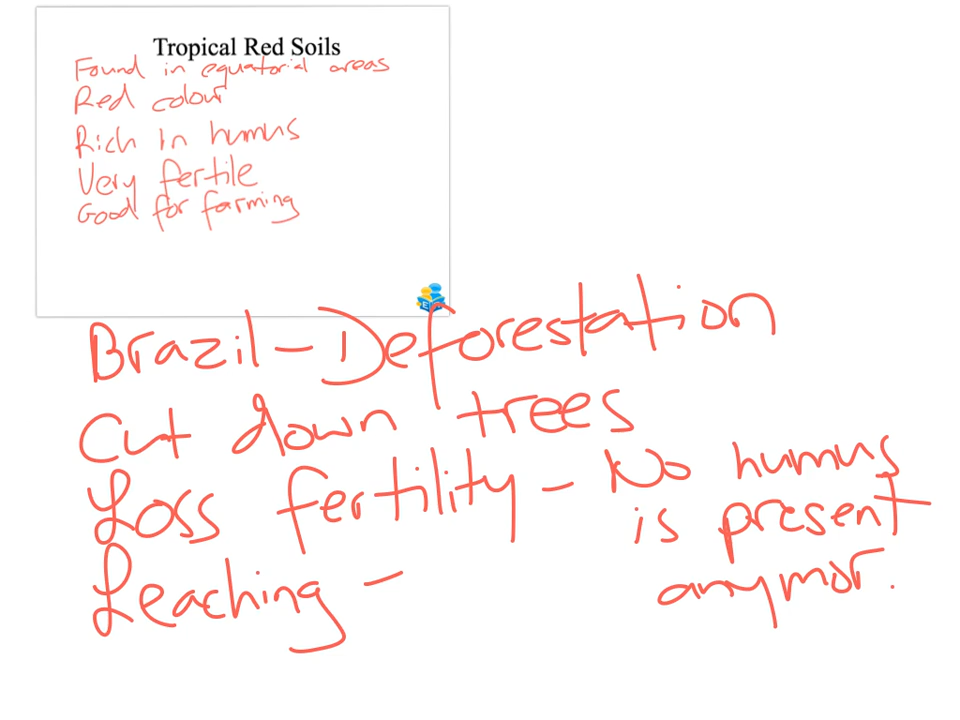 Tropical Red Soils
Found in equatorial areas
Red colour
Rich in humus
Very fertile
Good for farming
Brazil - Deforestation
Cut down trees
Loss fertility - No humus
is present
anymor.
Leaching -